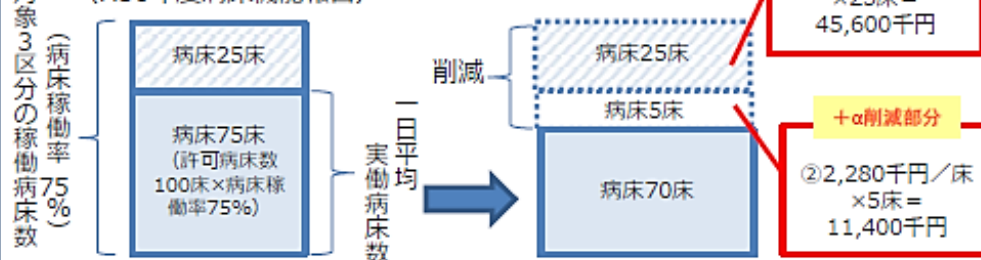 対象3区分の稼働病床数
(病床稼働率 75%)
病床25床
病床75床
(許可病床数
100床×病床稼
働率75%)
一日平均
実働病床数
削減
病床25床
病床5床
病床70床
45,600千円
+α削減部分
②2,280千円/床
×5床=
11,400千円